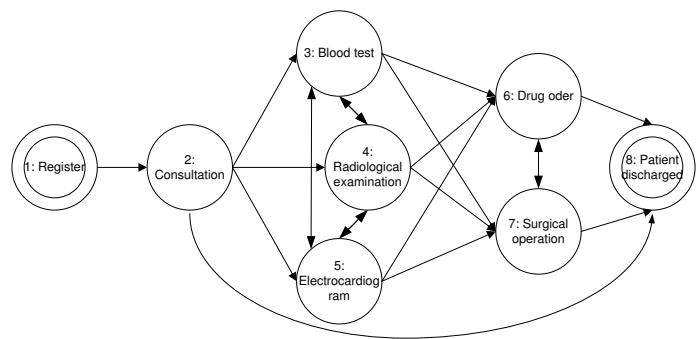 1: Register
2:
Consultation
3: Blood test
4:
Radiological
examination
5:
Electrocardiog
ram
6: Drug oder
7: Surgical
operation
8: Patient
discharged